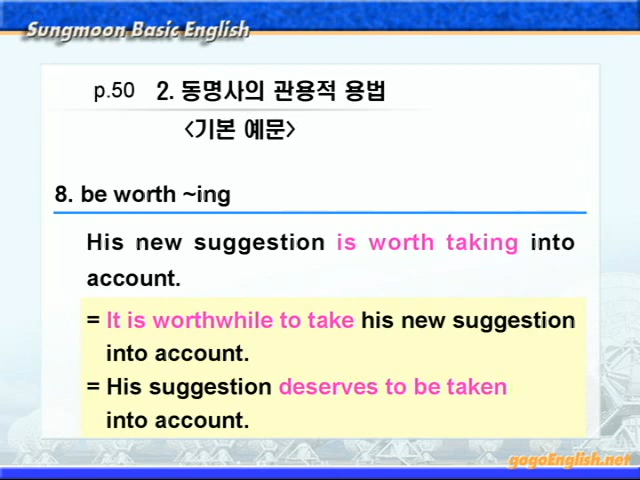 Sungmoon Basic English
p.50 2. 동명사의 관용적 용법
<기본 예문>
8. be worth ~ing
His new suggestion is worth taking into
account.
= It is worthwhile to take his new suggestion
into account.
= His suggestion deserves to be taken
into account.
gogoEnglish.net